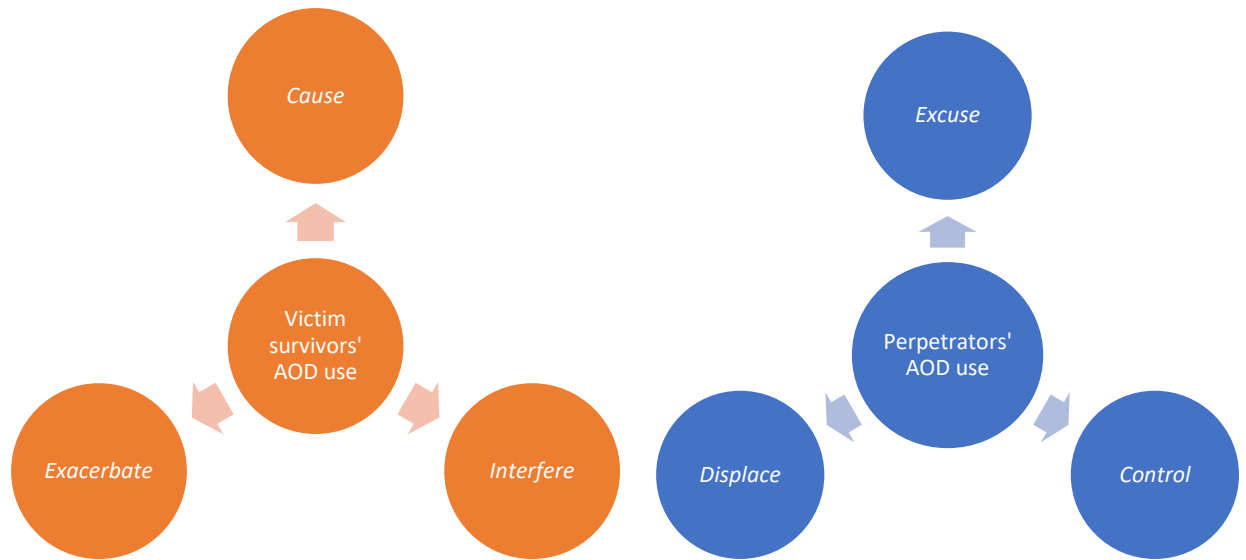 Cause
Victim
survivors'
AOD use
Exacerbate
Interfere
Excuse
Perpetrators'
AOD use
Displace
Control